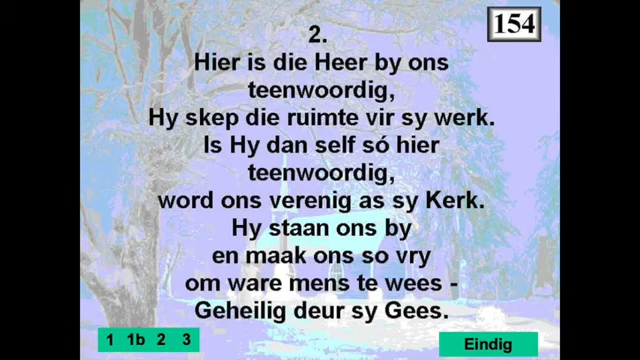 154
2.
Hier is die Heer by ons
teenwoordig,
Hy skep die ruimte vir sy werk.
Is Hy dan self só hier
teenwoordig,
word ons verenig as sy Kerk.
Hy staan ons by
en maak ons so vry
om ware mens te wees -
Geheilig deur sy Gees.
1 1b 2 3
Eindig